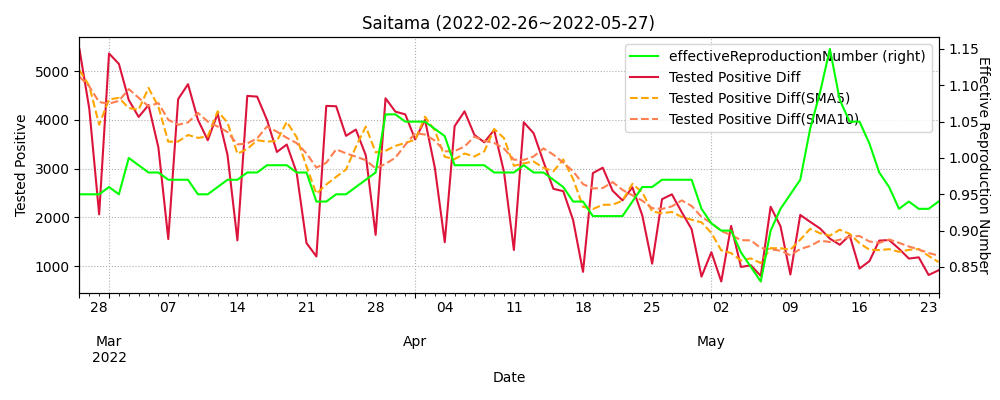 Saitama (2022-02-26~2022-05-27)
effectiveReproductionNumber (right)
Tested Positive Diff
Tested Positive Diff(SMA5)
Tested Positive Diff(SMA10)
Tested Positive
5000
4000
3000
2000
1000
1.15
1.10
1.05
1.00
0.95
0.90
0.85
Effective Reproduction Number
28 07 14 21 28 04 11 18 25 02 09 16 23
Mar Apr May
2022
Date